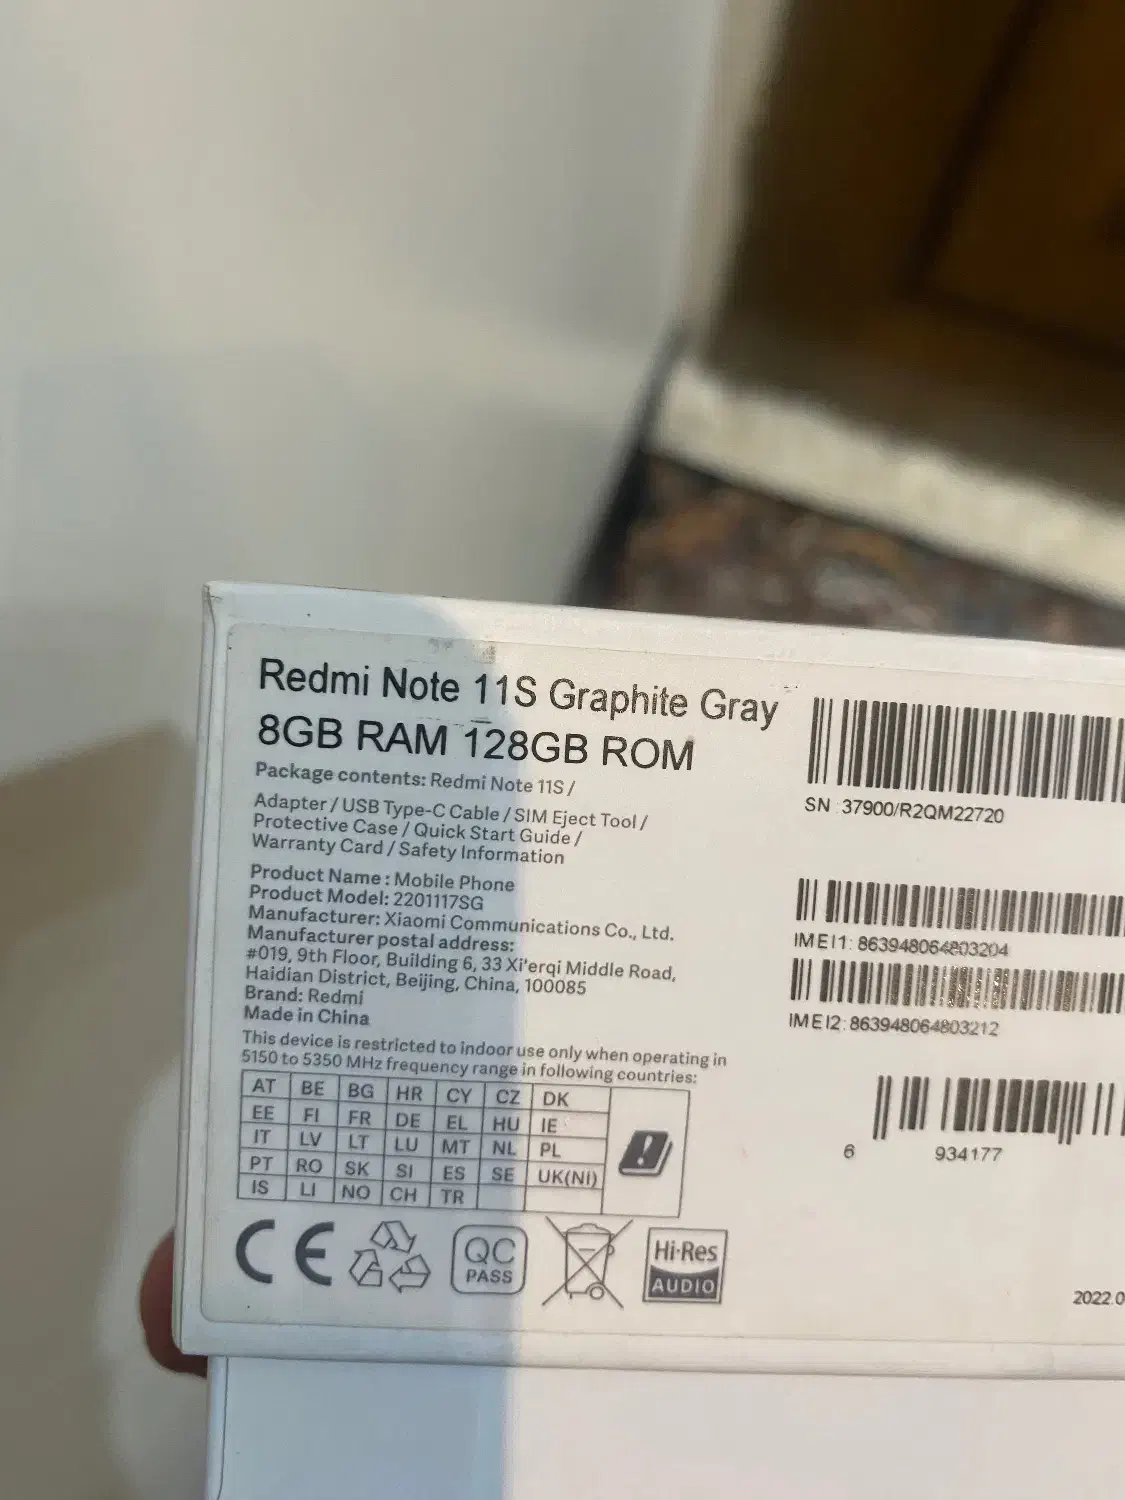 Redmi Note 11S Graphite Gray
8GB RAM 128GB ROM
Package contents: Redmi Note 11S /
Adapter / USB Type-C Cable / SIM Eject Tool /
Protective Case / Quick Start Guide /
Warranty Card / Safety Information
Product Name : Mobile Phone
Product Model: 2201117SG
Manufacturer: Xiaomi Communications Co., Ltd.
Manufacturer postal address:
#019, 9th Floor, Building 6, 33 Xi'erqi Middle Road,
Haidian District, Beijing, China, 100085
Brand: Redmi
Made in China
This device is restricted to indoor use only when operating in
5150 to 5350 MHz frequency range in following countries:
AT BE BG HR CY CZ DK
EE FI FR DE EL HU IE
IT LV LT LU MT NL PL
PT RO SK SI ES SE UK(NI)
IS LI NO CH TR
CE
QC
PASS
Hi-Res
AUDIO
SN : 37900/R2QM22720
IMEI1: 863948064803204
IMEI2: 863948064803212
6 934177
2022.0